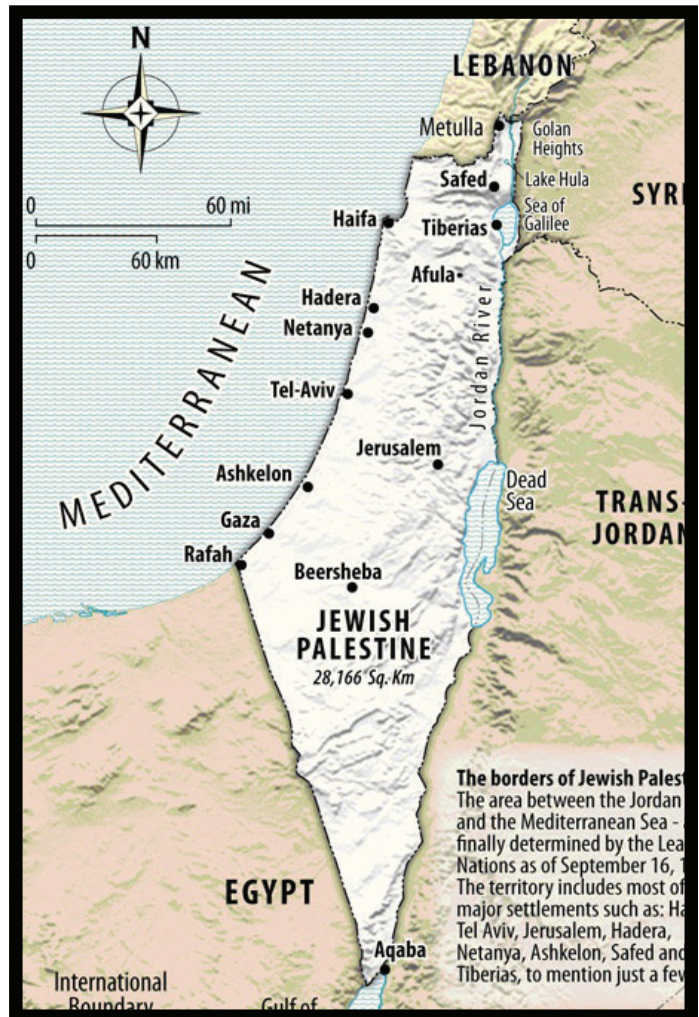 N
LEBANON
Metulla
Golan
Heights
Safed
Lake Hula
SYRI
0 60 mi
Haifa
Tiberias
Sea of
Galilee
0 60 km
Afula
Hadera
Netanya
Jordan River
MEDITERRANEAN
Tel-Aviv
Jerusalem
Ashkelon
Dead
Sea
Gaza
TRANS-
JORDAN
Rafah
Beersheba
JEWISH
PALESTINE
28,166 Sq. Km
The borders of Jewish Palest
The area between the Jordan
and the Mediterranean Sea -
finally determined by the Lea
Nations as of September 16, 1
The territory includes most of
major settlements such as: Ha
Tel Aviv, Jerusalem, Hadera,
Netanya, Ashkelon, Safed and
Tiberias, to mention just a few
EGYPT
Aqaba
International
Boundary
Gulf of